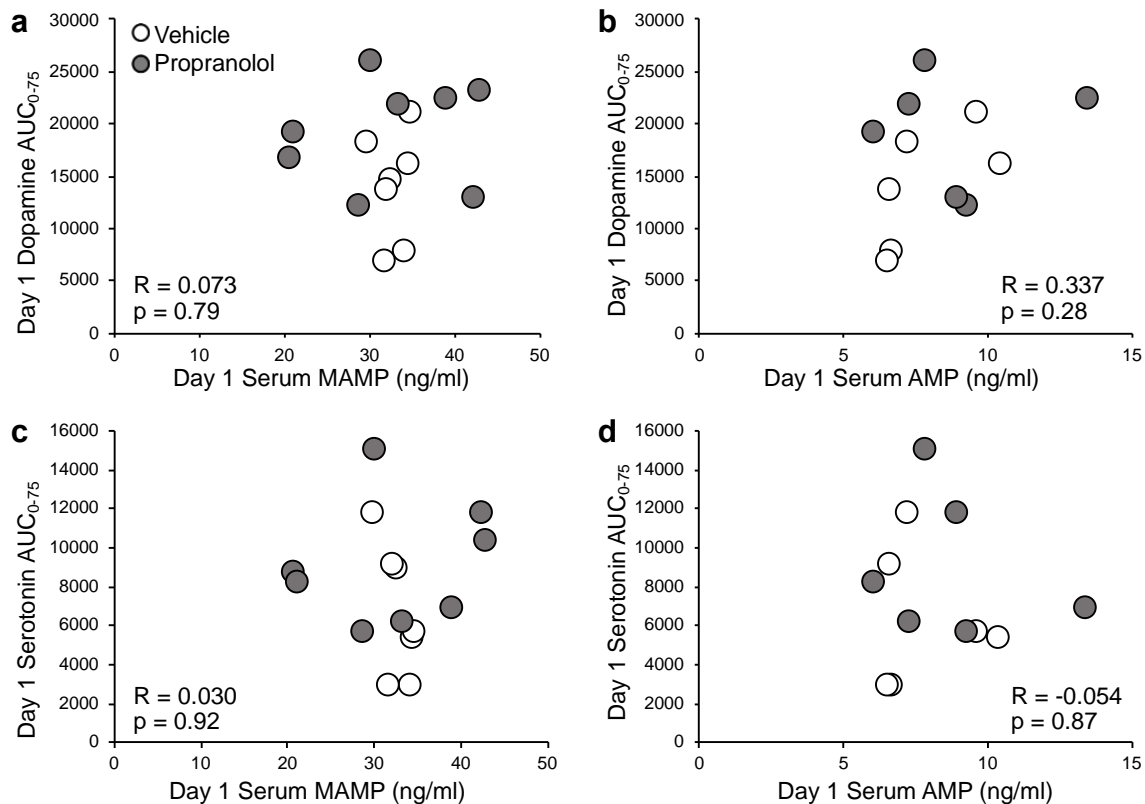 a
Vehicle
Propranolol
30000
25000
20000
15000
10000
5000
0
Day 1 Dopamine AUC0-75
R = 0.073
p = 0.79
0 10 20 30 40 50
Day 1 Serum MAMP (ng/ml)
b
30000
25000
20000
15000
10000
5000
0
Day 1 Dopamine AUC0-75
R = 0.337
p = 0.28
0 5 10 15
Day 1 Serum AMP (ng/ml)
c
16000
14000
12000
10000
8000
6000
4000
2000
0
Day 1 Serotonin AUC0-75
R = 0.030
p = 0.92
0 10 20 30 40 50
Day 1 Serum MAMP (ng/ml)
d
16000
14000
12000
10000
8000
6000
4000
2000
0
Day 1 Serotonin AUC0-75
R = -0.054
p = 0.87
0 5 10 15
Day 1 Serum AMP (ng/ml)